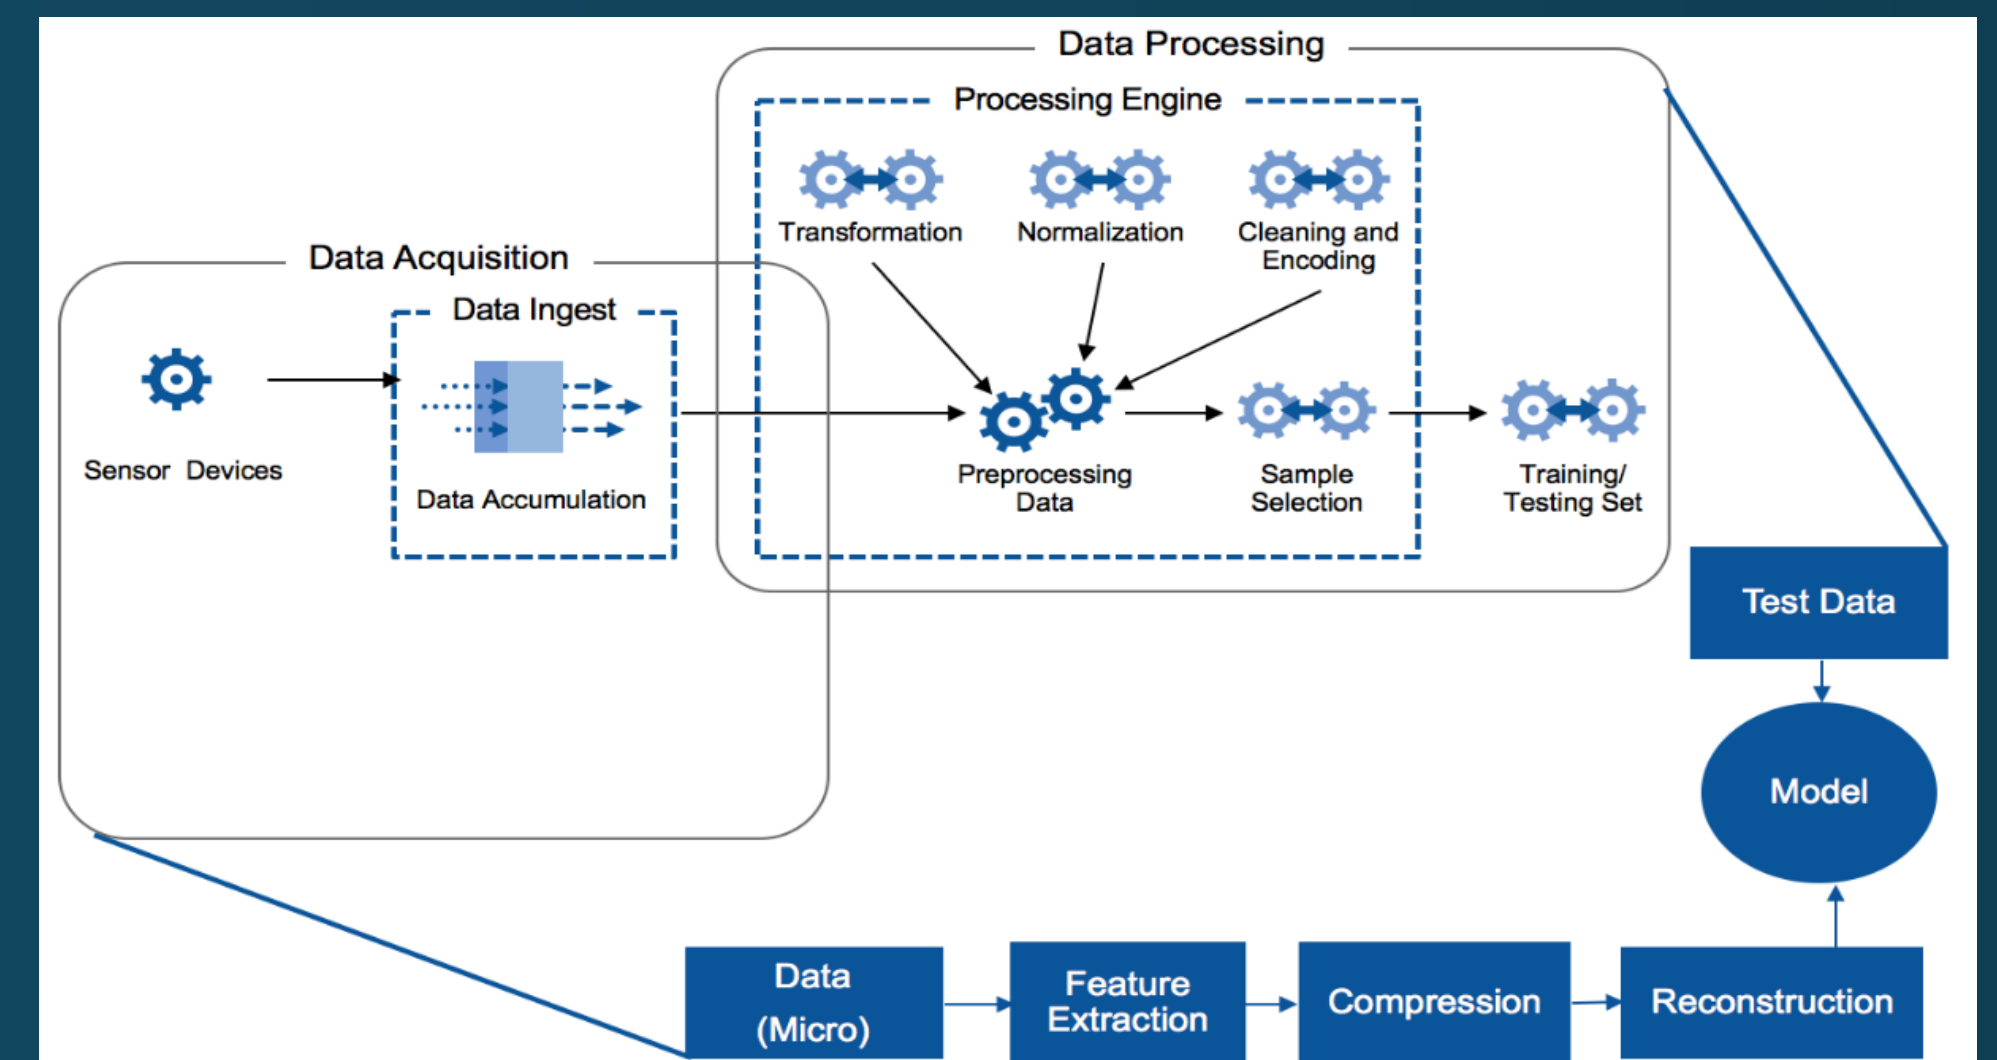 Data Processing
Processing Engine
Transformation
Normalization
Cleaning and
Encoding
Data Acquisition
Data Ingest
Sensor Devices
Data Accumulation
Preprocessing
Data
Sample
Selection
Training/
Testing Set
Test Data
Model
Data
(Micro)
Feature
Extraction
Compression
Reconstruction